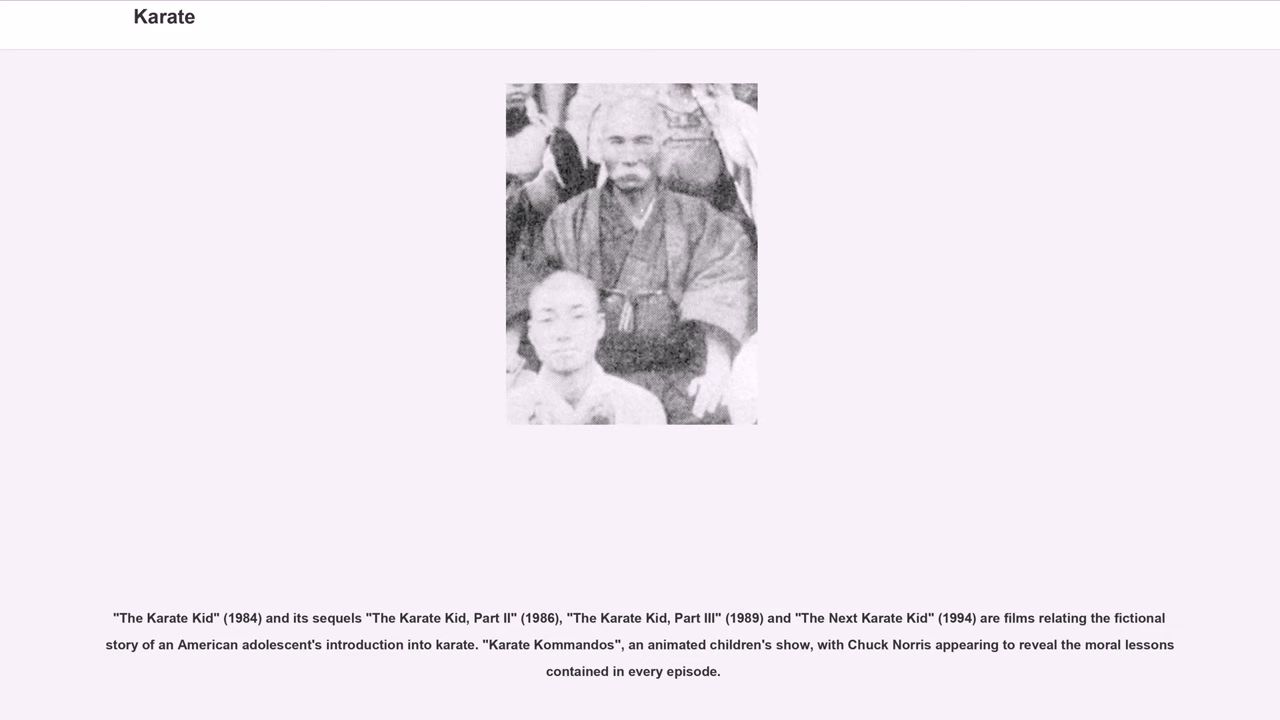 Karate
"The Karate Kid" (1984) and its sequels "The Karate Kid, Part II" (1986), "The Karate Kid, Part III" (1989) and "The Next Karate Kid" (1994) are films relating the fictional
story of an American adolescent's introduction into karate. "Karate Kommandos", an animated children's show, with Chuck Norris appearing to reveal the moral lessons
contained in every episode.